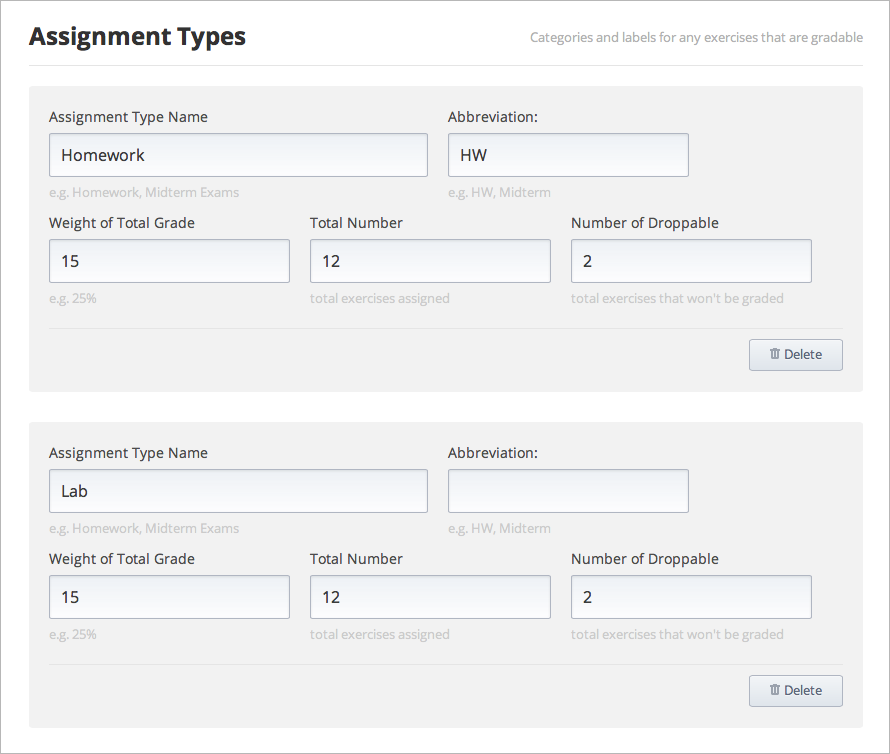 Assignment Types Categories and labels for any exercises that are gradable
Assignment Type Name Abbreviation:
Homework HW
e.g. Homework, Midterm Exams e.g. HW, Midterm
Weight of Total Grade Total Number Number of Droppable
15 12 2
e.g. 25% total exercises assigned total exercises that won't be graded
Delete
Assignment Type Name Abbreviation:
Lab
e.g. Homework, Midterm Exams e.g. HW, Midterm
Weight of Total Grade Total Number Number of Droppable
15 12 2
e.g. 25% total exercises assigned total exercises that won't be graded
Delete